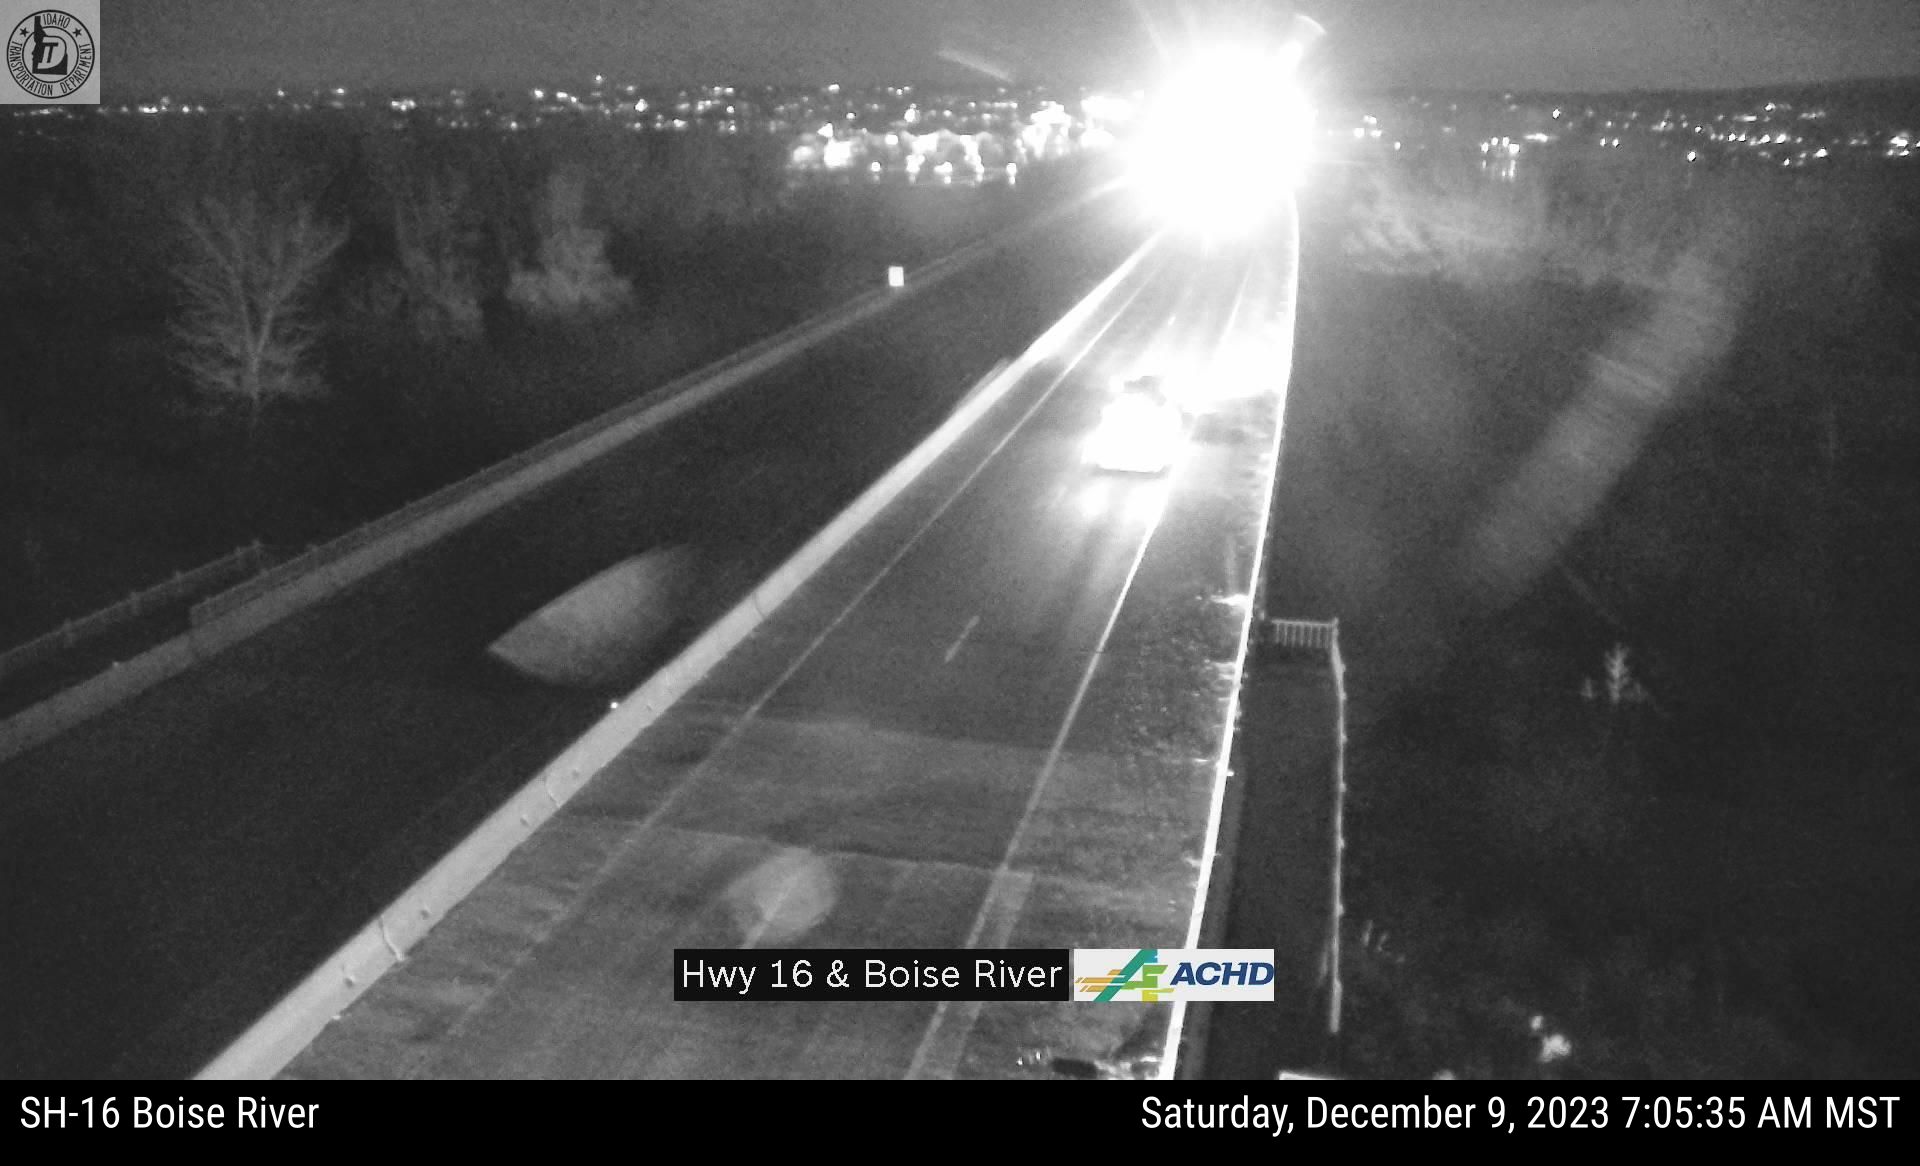 IDAHO
TRANSPORTATION DEPARTMENT
Hwy 16 & Boise River
ACHD
SH-16 Boise River
Saturday, December 9, 2023 7:05:35 AM MST